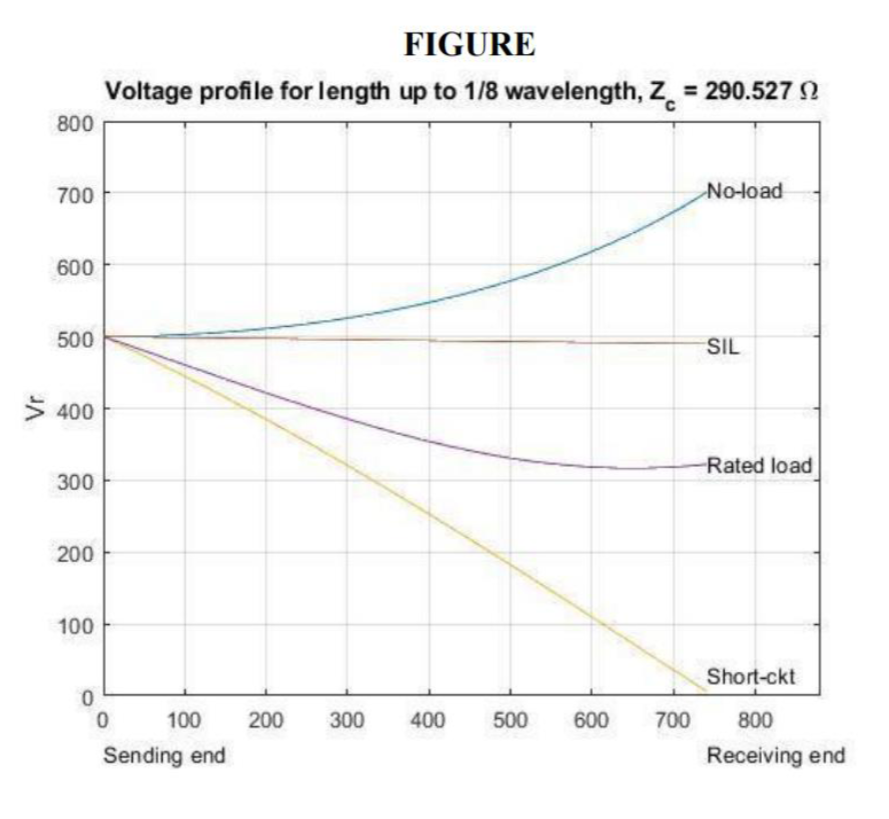 FIGURE
Voltage profile for length up to 1/8 wavelength, Zc = 290.527 Ω
800
700
No-load
600
500
SIL
Vr
400
Rated load
300
200
100
Short-ckt
0
0 100 200 300 400 500 600 700 800
Sending end Receiving end